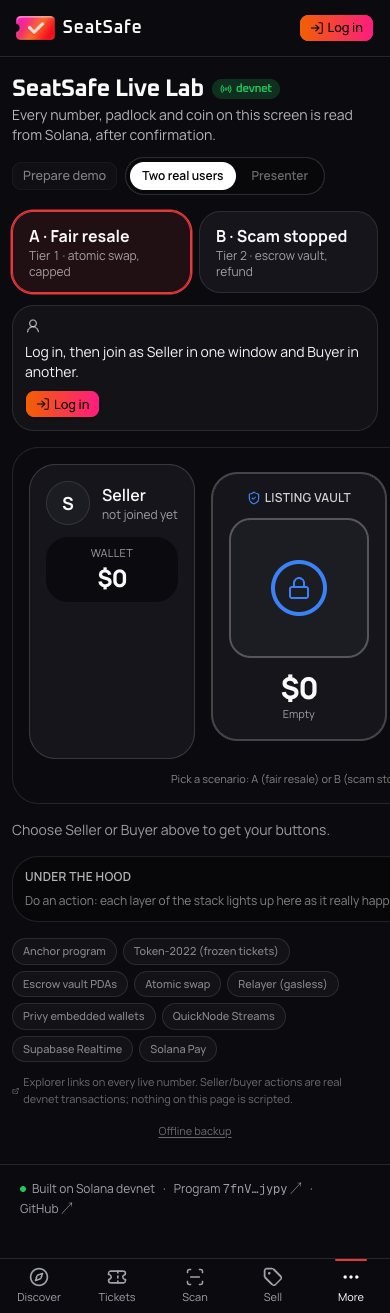 SeatSafe
Log in
SeatSafe Live Lab
devnet
Every number, padlock and coin on this screen is read
from Solana, after confirmation.
Prepare demo
Two real users
Presenter
A · Fair resale
Tier 1 · atomic swap,
capped
B · Scam stopped
Tier 2 · escrow vault,
refund
Log in, then join as Seller in one window and Buyer in
another.
Log in
S
Seller
not joined yet
WALLET
$0
LISTING VAULT
$0
Empty
Pick a scenario: A (fair resale) or B (scam
Choose Seller or Buyer above to get your buttons.
UNDER THE HOOD
Do an action: each layer of the stack lights up here as it really
Anchor program
Token-2022 (frozen tickets)
Escrow vault PDAs
Atomic swap
Relayer (gasless)
Privy embedded wallets
QuickNode Streams
Supabase Realtime
Solana Pay
Explorer links on every live number. Seller/buyer actions are real
devnet transactions; nothing on this page is scripted.
Offline backup
Built on Solana devnet · Program 7fnV…jypy ↗ ·
GitHub ↗
Discover
Tickets
Scan
Sell
More